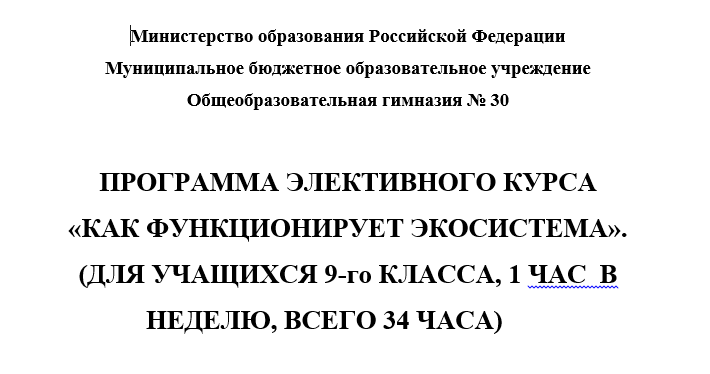 Министерство образования Российской Федерации
Муниципальное бюджетное образовательное учреждение
Общеобразовательная гимназия № 30
ПРОГРАММА ЭЛЕКТИВНОГО КУРСА
«КАК ФУНКЦИОНИРУЕТ ЭКОСИСТЕМА».
(ДЛЯ УЧАЩИХСЯ 9-го КЛАССА, 1 ЧАС  В
НЕДЕЛЮ, ВСЕГО 34 ЧАСА)